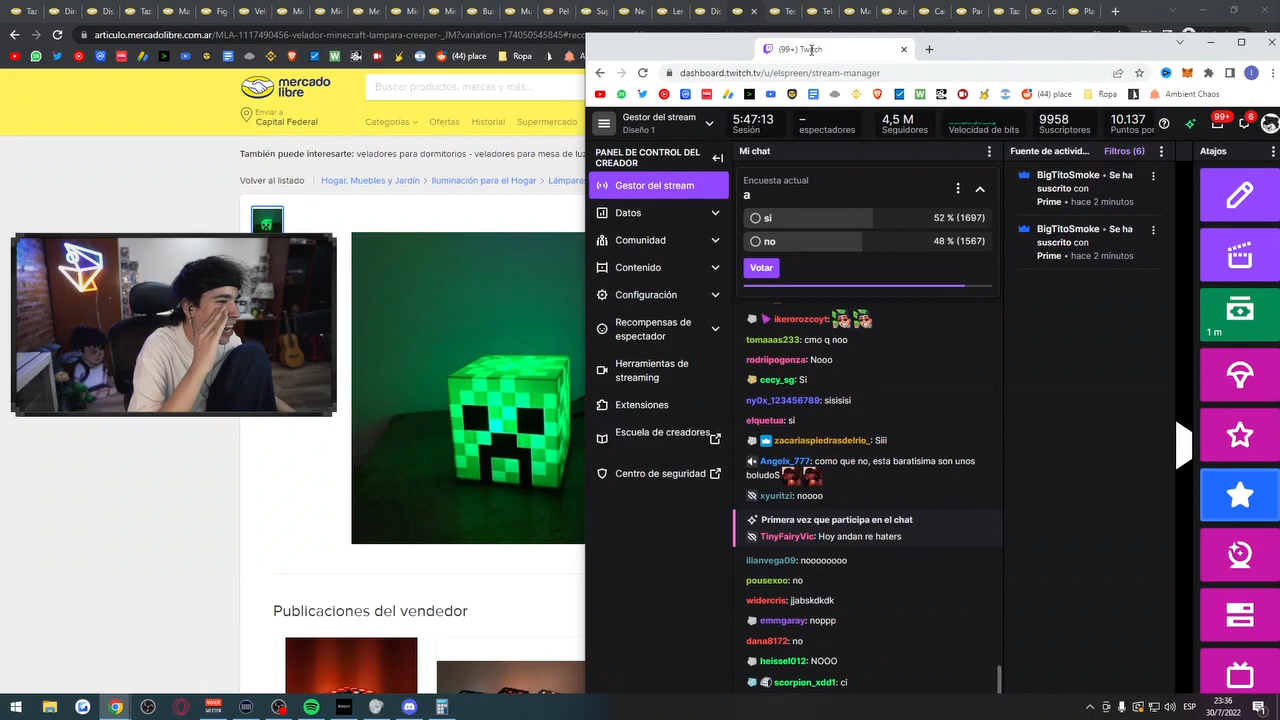 articulo.mercadolibre.com.ar/MLA-1117490456-velador-minecraft-lampara-creeper-_JM?variation=174050545845#reco
(44) place
Ropa
mercado
libre
Buscar productos, marcas y más...
Enviar a
Capital Federal
Categorías
Ofertas
Historial
Supermercado
También puede interesar: veladores para dormitorios - veladores para mesa de luz
Volver al listado
Hogar, Muebles y Jardín > Iluminación para el Hogar > Lámparas
Publicaciones del vendedor
(99+) Twitch
dashboard.twitch.tv/u/elspreen/stream-manager
(44) place
Ropa
Ambient Chaos
Gestor del stream
Diseño 1
5:47:13
Sesión
–
espectadores
4,5 M
Seguidores
Velocidad de bits
9958
Suscriptores
10.137
Puntos por
99+
6
PANEL DE CONTROL DEL
CREADOR
Gestor del stream
Datos
Comunidad
Contenido
Configuración
Recompensas de
espectador
Herramientas de
streaming
Extensiones
Escuela de creadores
Centro de seguridad
Mi chat
Encuesta actual
a
si
52 % (1697)
no
48 % (1567)
Votar
ikerorozcoyt:
tomaaas233: cmo q noo
rodriipogonza: Nooo
cecy_sg: Si
ny0x_123456789: sisisisi
elquetua: si
zacariaspiedrasdelrio_: Siii
Angelx_777: como que no, esta baratisima son unos
boludoS
xyuritzi: noooo
Primera vez que participa en el chat
TinyFairyVic: Hoy andan re haters
ilianvega09: noooooooo
pousexoo: no
widercris: jjabskdkdk
emmgaray: noppp
dana8172: no
heissel012: NOOO
scorpion_xdd1: ci
Fuente de activid...
Filtros (6)
BigTitoSmoke • Se ha
suscrito con
Prime • hace 2 minutos
BigTitoSmoke • Se ha
suscrito con
Prime • hace 2 minutos
Atajos
1 m
ESP
23:36
30/7/2022